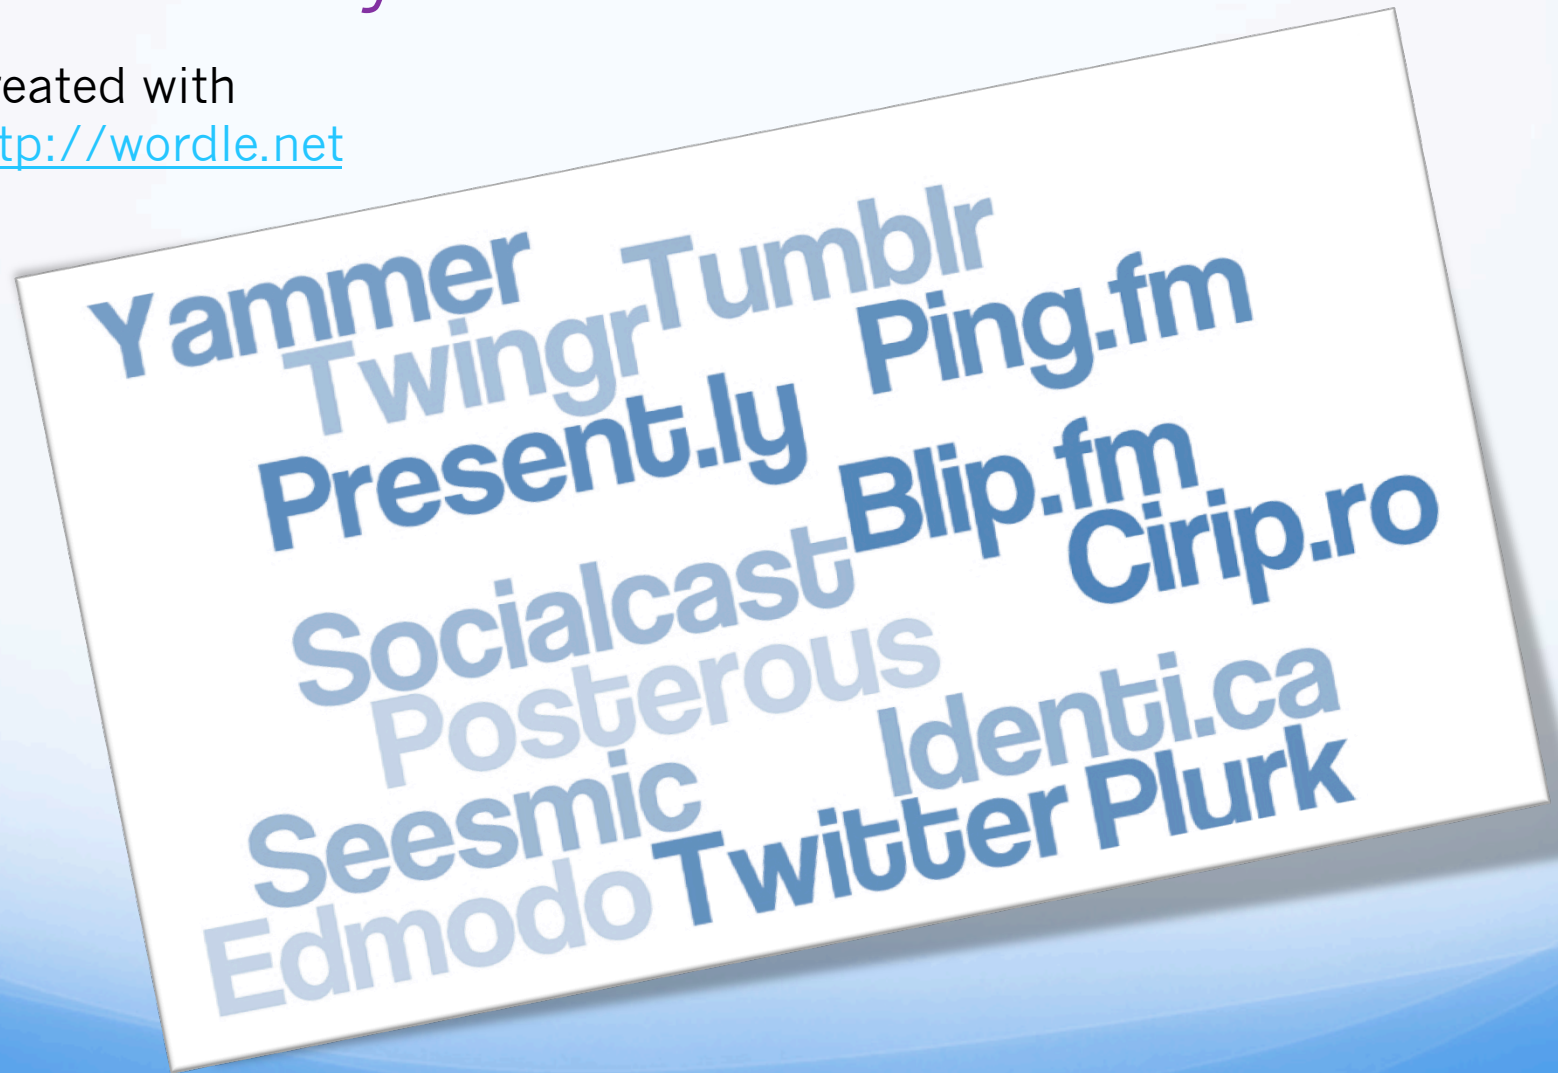 reated with
tp://wordle.net
Yammer
Tumblr
Twingr
Ping.fm
Present.ly
Blip.fm
Cirip.ro
Socialcast
Posterous
Identi.ca
Seesmic
Twitter Plurk
Edmodo